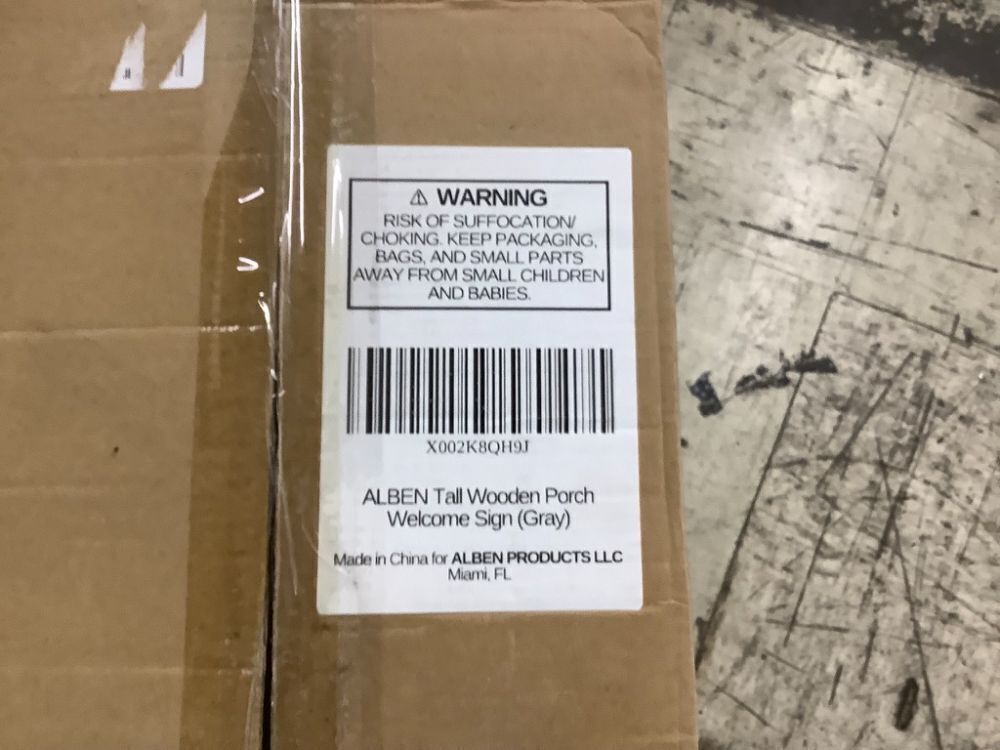 ⚠ WARNING
RISK OF SUFFOCATION/
CHOKING. KEEP PACKAGING,
BAGS, AND SMALL PARTS
AWAY FROM SMALL CHILDREN
AND BABIES.
X002K8QH9J
ALBEN Tall Wooden Porch
Welcome Sign (Gray)
Made in China for ALBEN PRODUCTS LLC
Miami, FL